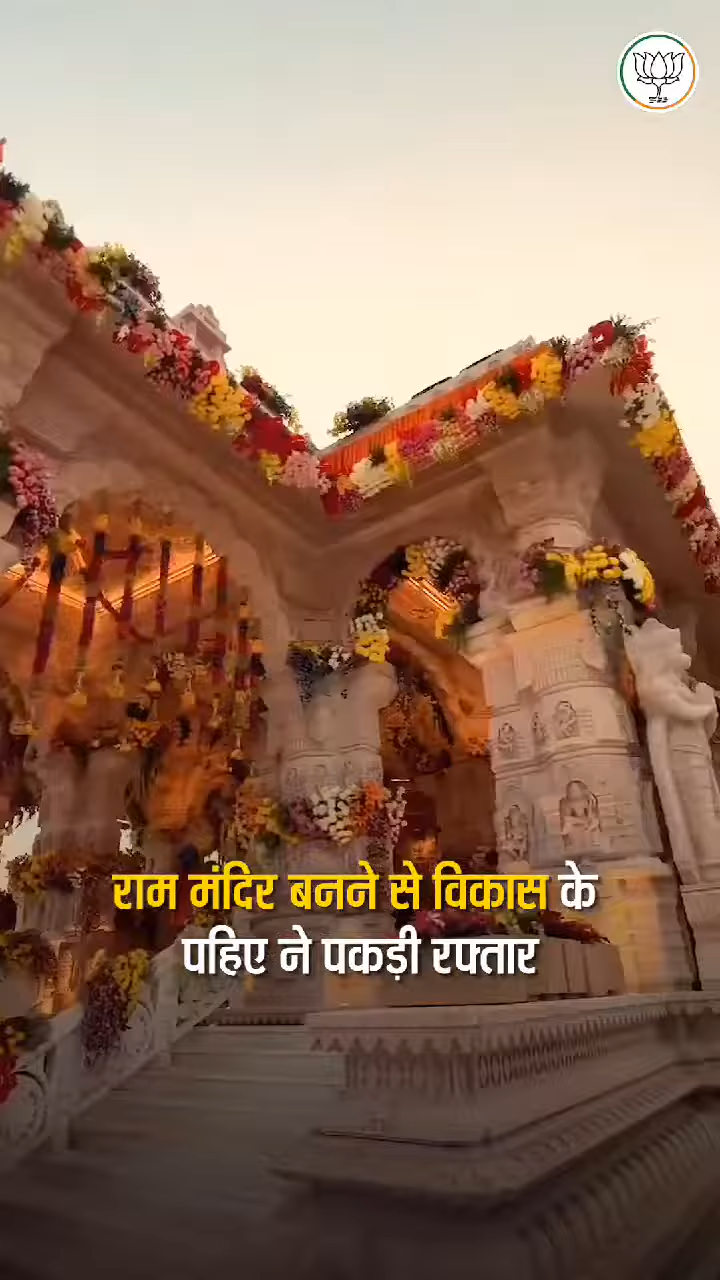 राम मंदिर बनने से विकास के
पहिए ने पकड़ी रफ्तार